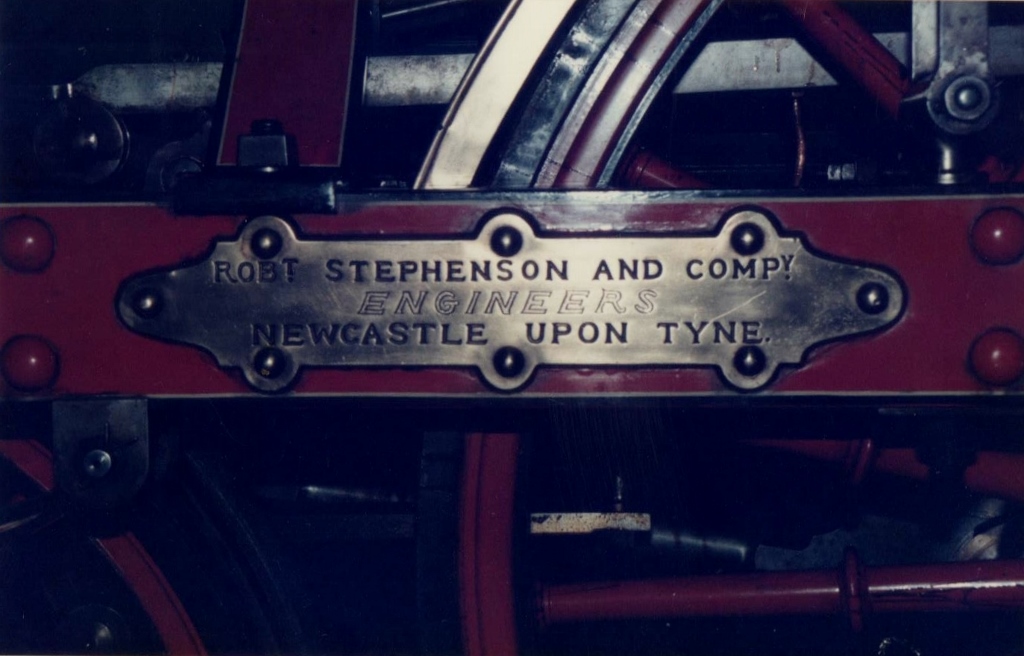 ROBT STEPHENSON AND COMPY
ENGINEERS
NEWCASTLE UPON TYNE.